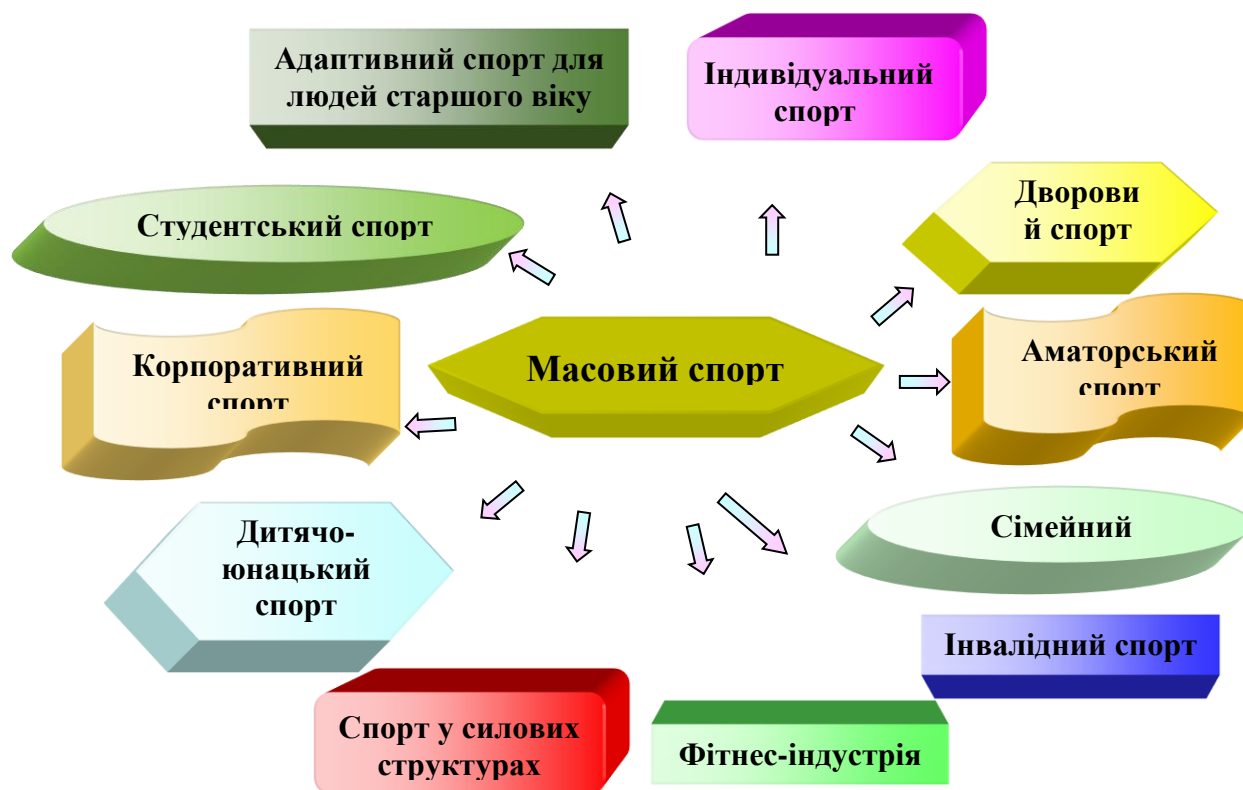 Адаптивний спорт для
людей старшого віку
Індивідуальний
спорт
Студентський спорт
Дворови
й спорт
Корпоративний
спорт
Масовий спорт
Аматорський
спорт
Дитячо-
юнацький
спорт
Сімейний
Інвалідний спорт
Спорт у силових
структурах
Фітнес-індустрія